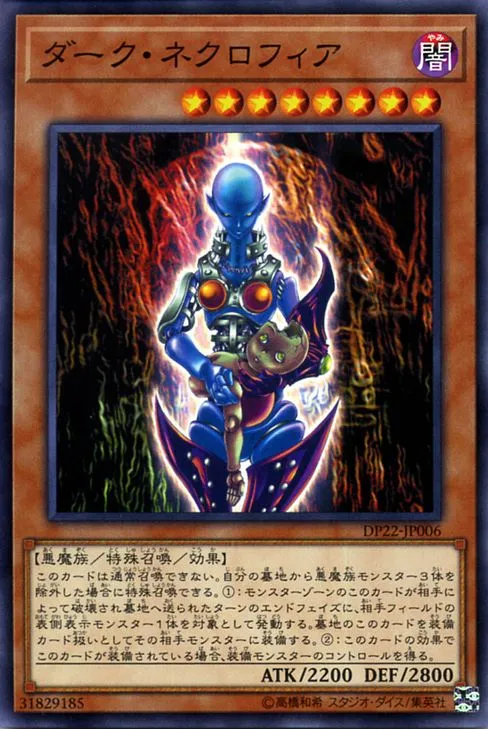 ダーク・ネクロフィア
闇
DP22-JP006
【悪魔族/特殊召喚/効果】
このカードは通常召喚できない。自分の墓地から悪魔族モンスター3体を
除外した場合に特殊召喚できる。①:モンスターゾーンのこのカードが相手に
よって破壊され墓地へ送られたターンのエンドフェイズに、相手フィールドの
表側表示モンスター1体を対象として発動する。墓地のこのカードを装備
カード扱いとしてその相手モンスターに装備する。②:このカードの効果で
このカードが装備されている場合、装備モンスターのコントロールを得る。
ATK/2200 DEF/2800
31829185
©高橋和希 スタジオ・ダイス/集英社